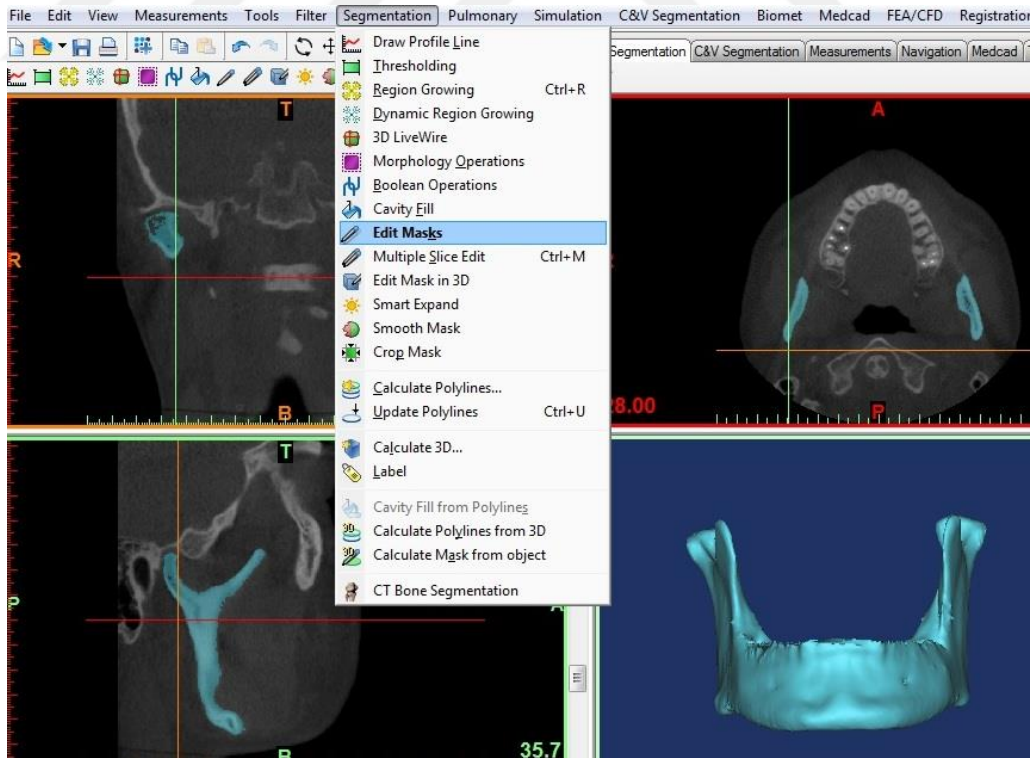 File Edit View Measurements Tools Filter Segmentation Pulmonary Simulation C&V Segmentation Biomet Medcad FEA/CFD Registration
Segmentation C&V Segmentation Measurements Navigation Medcad
Draw Profile Line
Thresholding
Region Growing Ctrl+R
Dynamic Region Growing
3D LiveWire
Morphology Operations
Boolean Operations
Cavity Fill
Edit Masks
Multiple Slice Edit Ctrl+M
Edit Mask in 3D
Smart Expand
Smooth Mask
Crop Mask
Calculate Polylines...
Update Polylines Ctrl+U
Calculate 3D...
Label
Cavity Fill from Polylines
Calculate Polylines from 3D
Calculate Mask from object
CT Bone Segmentation
T
R
B
A
8.00
P
T
P
A
B
35.7